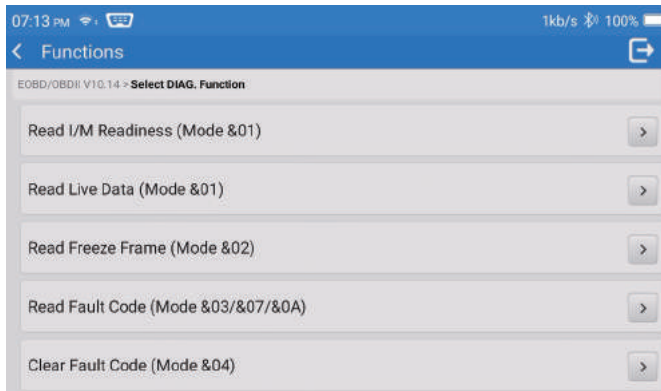 07:13 PM 1kb/s 100%
Functions
EOBD/OBDII V10.14 > Select DIAG. Function
Read I/M Readiness (Mode &01)
Read Live Data (Mode &01)
Read Freeze Frame (Mode &02)
Read Fault Code (Mode &03/&07/&0A)
Clear Fault Code (Mode &04)